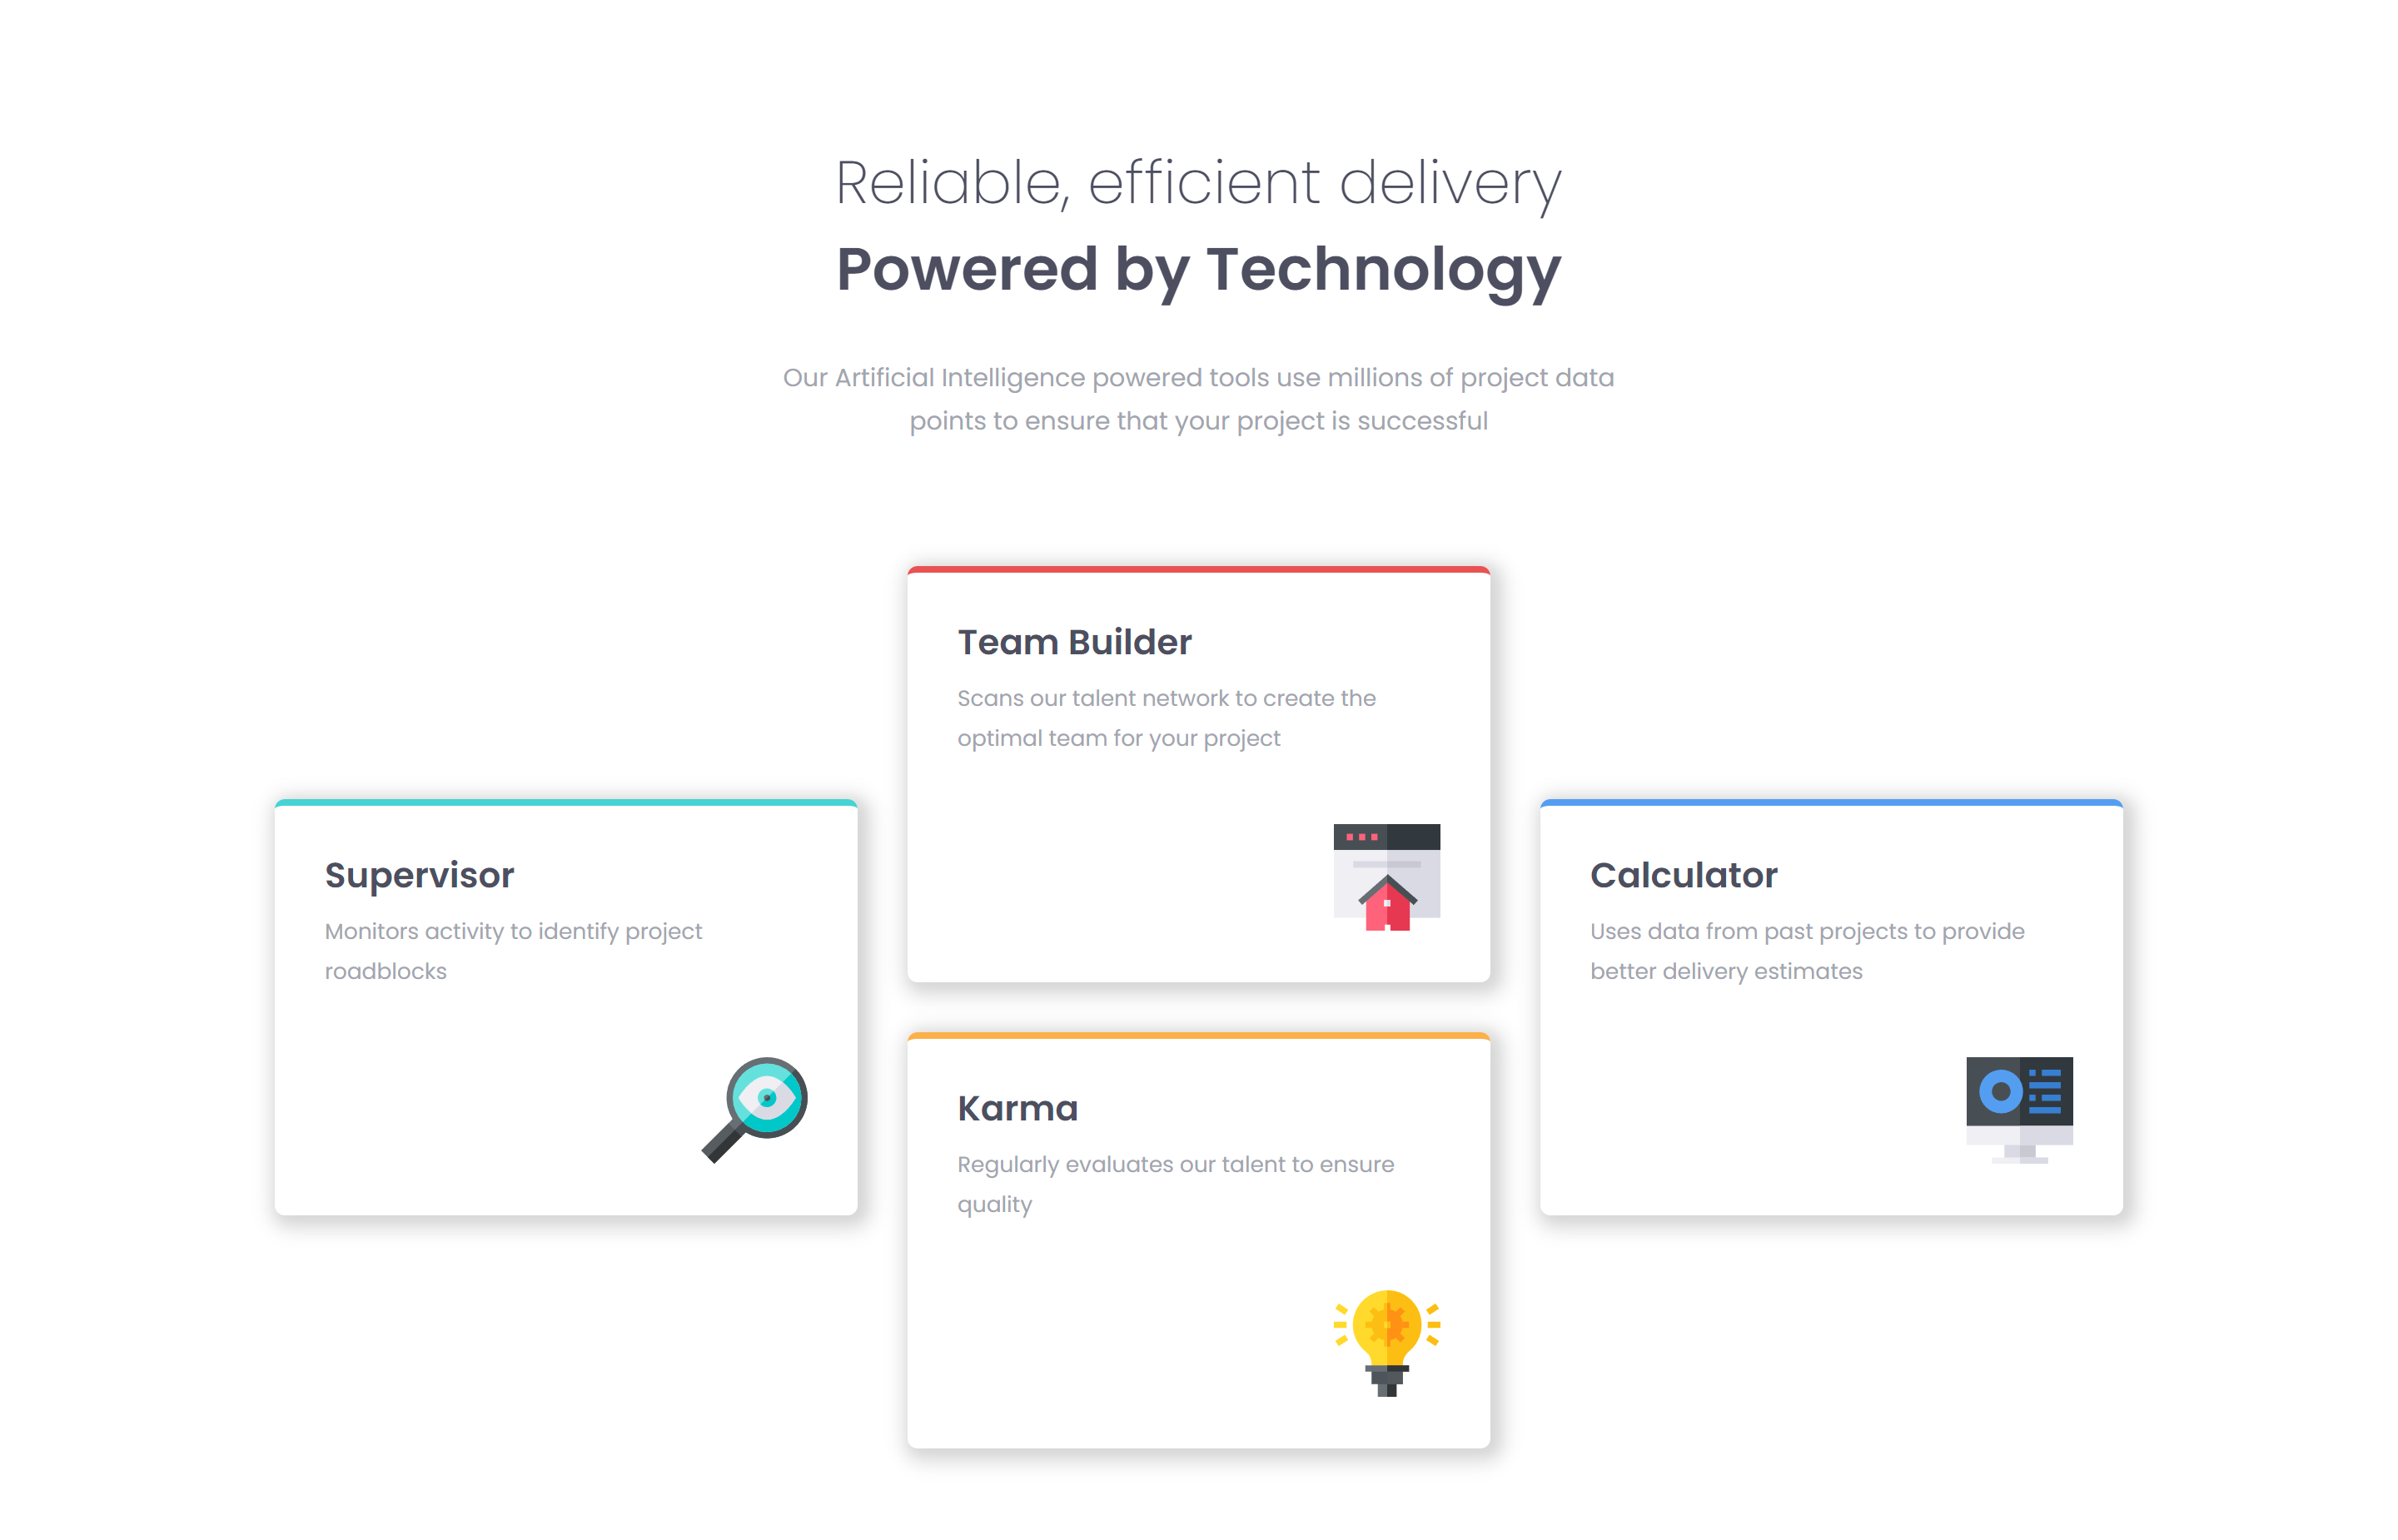 Reliable, efficient delivery
Powered by Technology
Our Artificial Intelligence powered tools use millions of project data
points to ensure that your project is successful
Supervisor
Monitors activity to identify project
roadblocks
Team Builder
Scans our talent network to create the
optimal team for your project
Karma
Regularly evaluates our talent to ensure
quality
Calculator
Uses data from past projects to provide
better delivery estimates